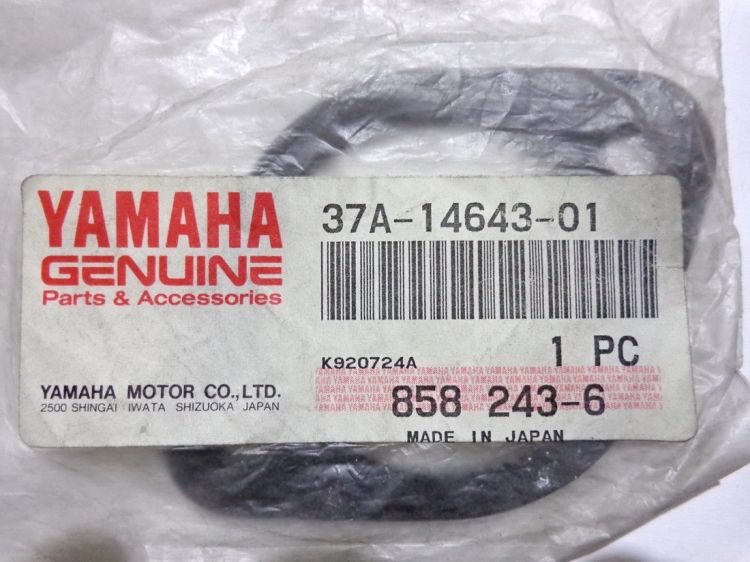 YAMAHA
GENUINE
Parts & Accessories
YAMAHA MOTOR CO.,LTD.
2500 SHINGAI IWATA SHIZUOKA JAPAN
37A-14643-01
K920724A
1 PC
858 243-6
MADE IN JAPAN